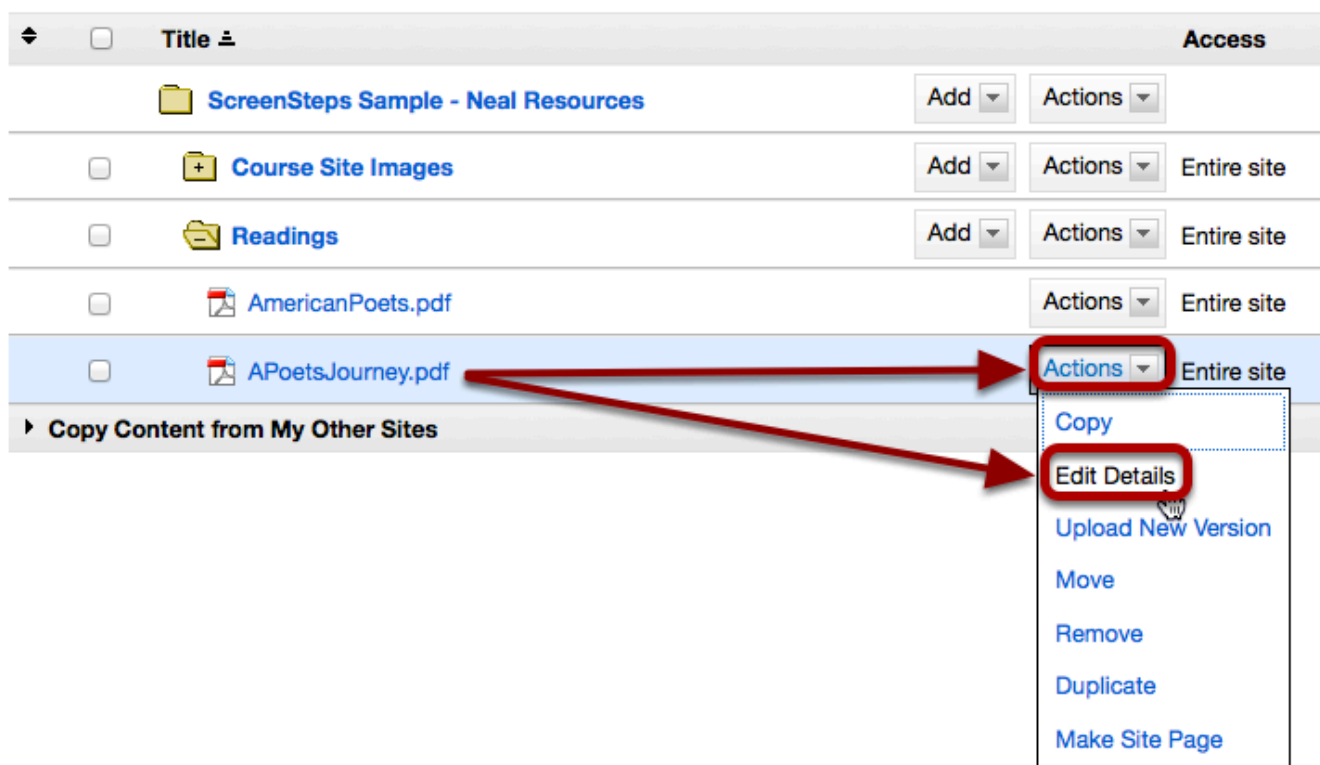 Title Access
ScreenSteps Sample - Neal Resources Add Actions
Course Site Images Add Actions Entire site
Readings Add Actions Entire site
AmericanPoets.pdf Actions Entire site
APoetsJourney.pdf Actions Entire site
Copy Content from My Other Sites
Copy
Edit Details
Upload New Version
Move
Remove
Duplicate
Make Site Page